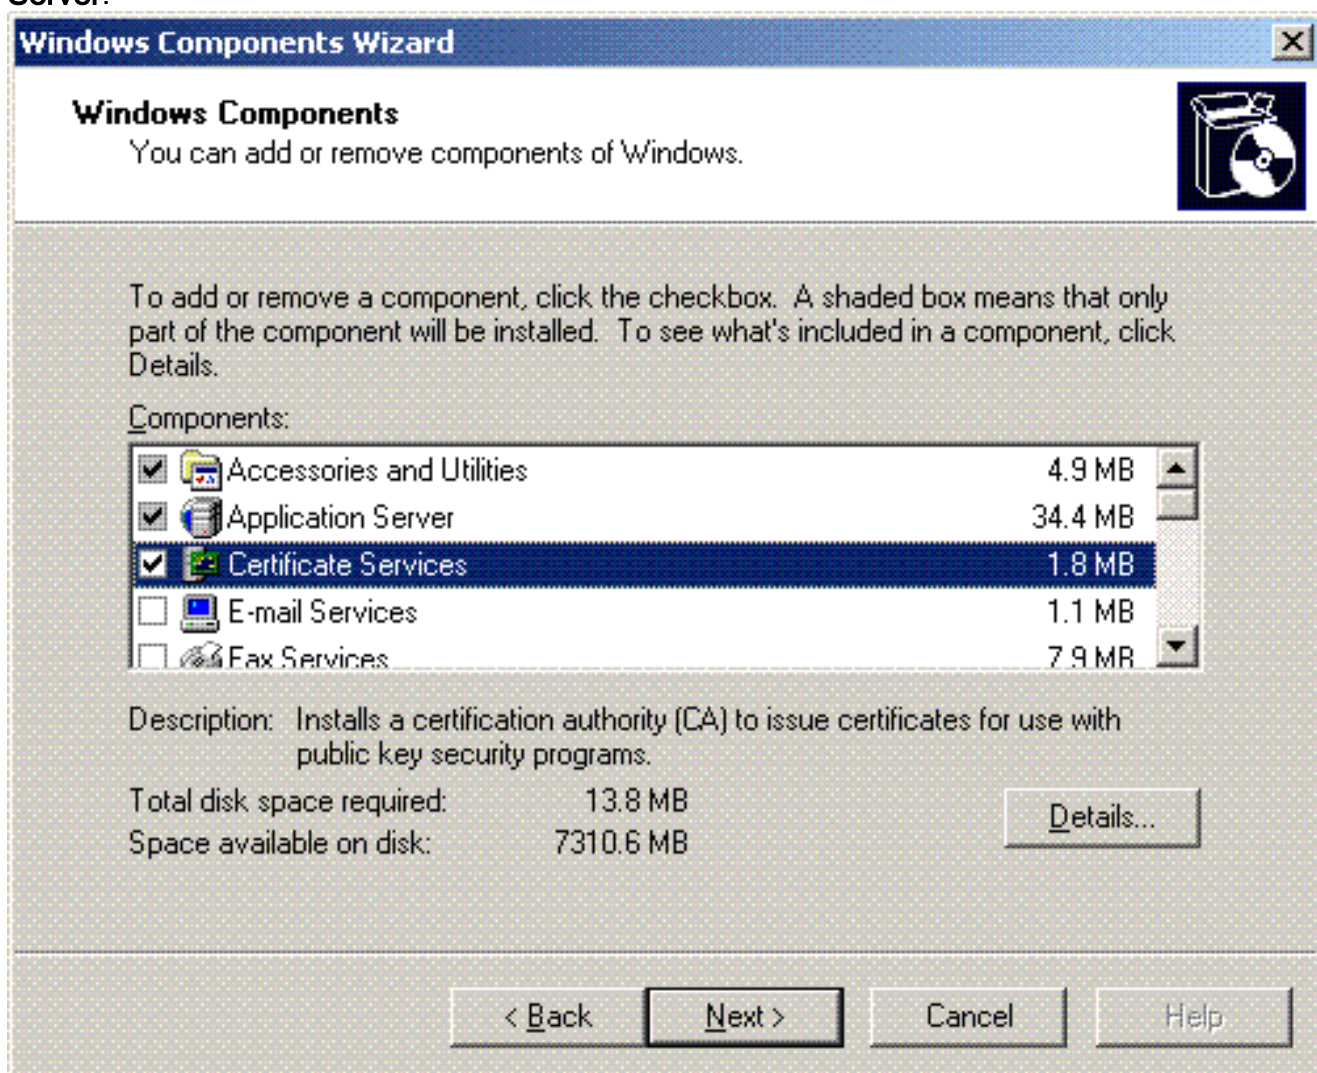 Server.
Windows Components Wizard
Windows Components
You can add or remove components of Windows.
To add or remove a component, click the checkbox. A shaded box means that only
part of the component will be installed. To see what's included in a component, click
Details.
Components:
Accessories and Utilities 4.9 MB
Application Server 34.4 MB
Certificate Services 1.8 MB
E-mail Services 1.1 MB
Fax Services 7.9 MB
Description: Installs a certification authority (CA) to issue certificates for use with
public key security programs.
Total disk space required: 13.8 MB
Space available on disk: 7310.6 MB
Details...
< Back Next > Cancel Help